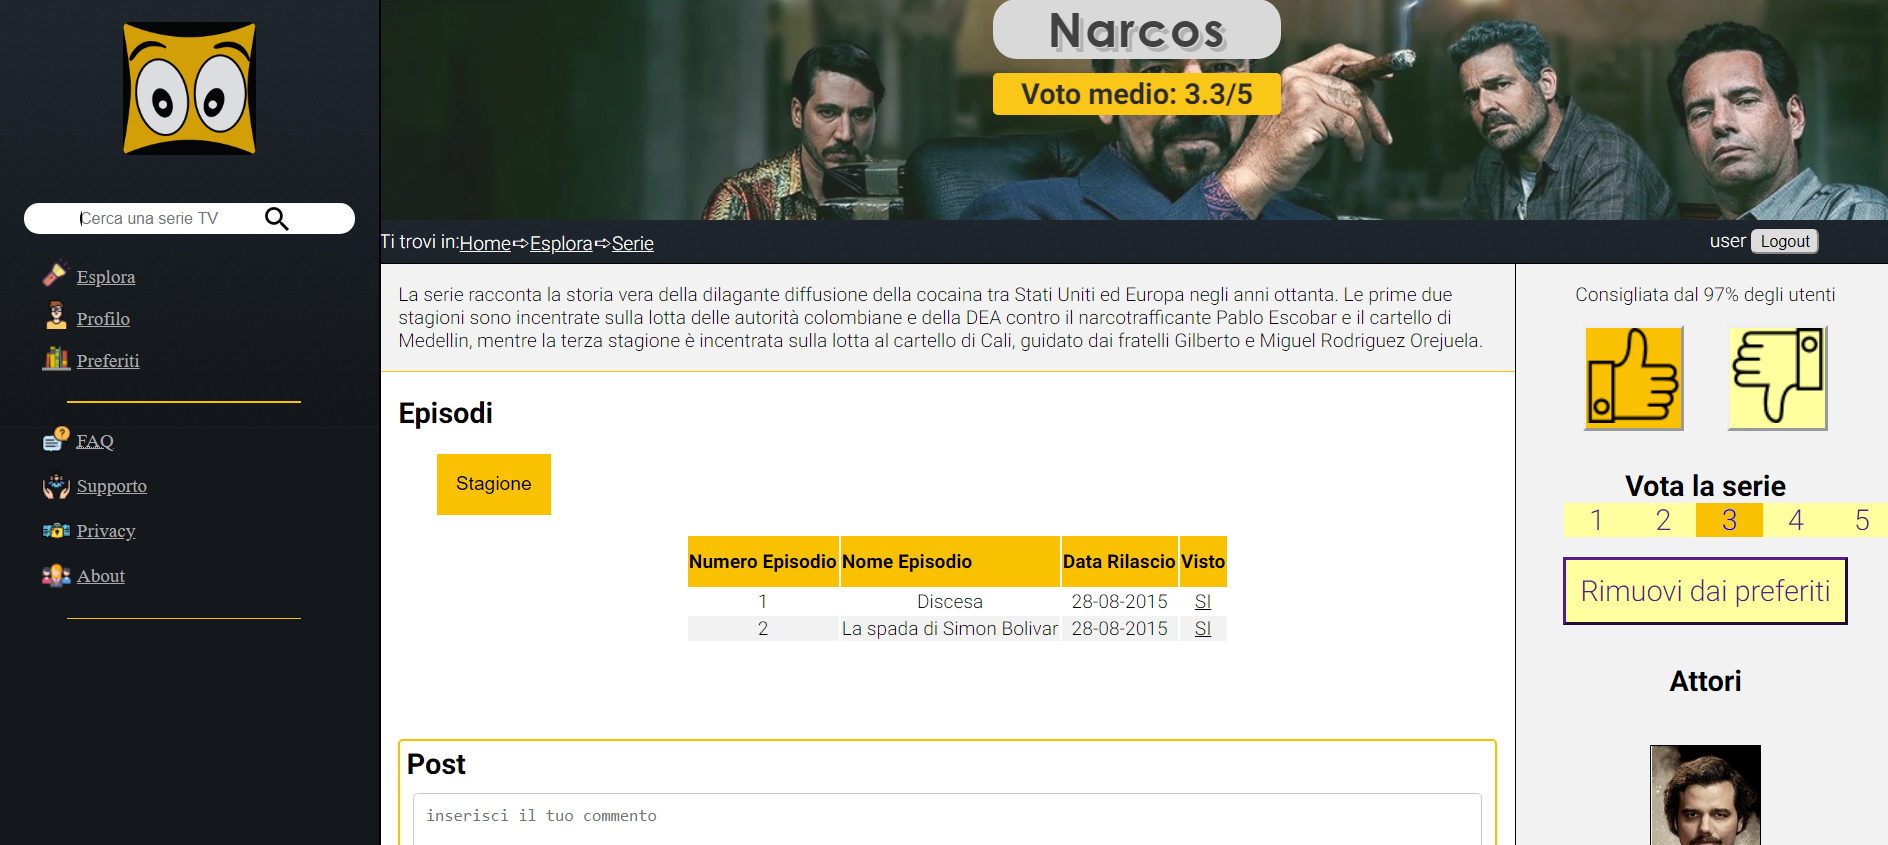 Narcos
Voto medio: 3.3/5
Cerca una serie TV
Esplora
Profilo
Preferiti
FAQ
Supporto
Privacy
About
Ti trovi in:Home➪Esplora➪Serie
user Logout
La serie racconta la storia vera della dilagante diffusione della cocaina tra Stati Uniti ed Europa negli anni ottanta. Le prime due
stagioni sono incentrate sulla lotta delle autorità colombiane e della DEA contro il narcotrafficante Pablo Escobar e il cartello di
Medellin, mentre la terza stagione è incentrata sulla lotta al cartello di Cali, guidato dai fratelli Gilberto e Miguel Rodriguez Orejuela.
Episodi
Stagione
Numero Episodio Nome Episodio Data Rilascio Visto
1 Discesa 28-08-2015 SI
2 La spada di Simon Bolivar 28-08-2015 SI
Post
inserisci il tuo commento
Consigliata dal 97% degli utenti
Vota la serie
1 2 3 4 5
Rimuovi dai preferiti
Attori